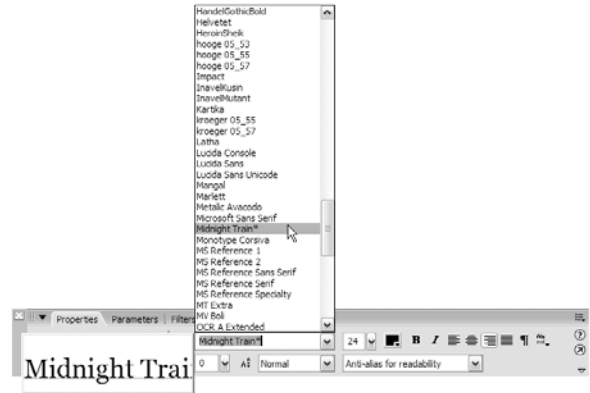 HandelGothicBold
Helvetet
HeroinSheik
hooge 05_53
hooge 05_55
hooge 05_57
Impact
InavelKusin
InavelMutant
Kartika
kroeger 05_55
kroeger 05_57
Latha
Lucida Console
Lucida Sans
Lucida Sans Unicode
Mangal
Marlett
Metalic Avacodo
Microsoft Sans Serif
Midnight Train*
Monotype Corsiva
MS Reference 1
MS Reference 2
MS Reference Sans Serif
MS Reference Serif
MS Reference Specialty
MT Extra
MV Boli
OCR A Extended
Properties Parameters Filters
Midnight Train* 24 B I ¶
Midnight Trai
0 Normal Anti-alias for readability